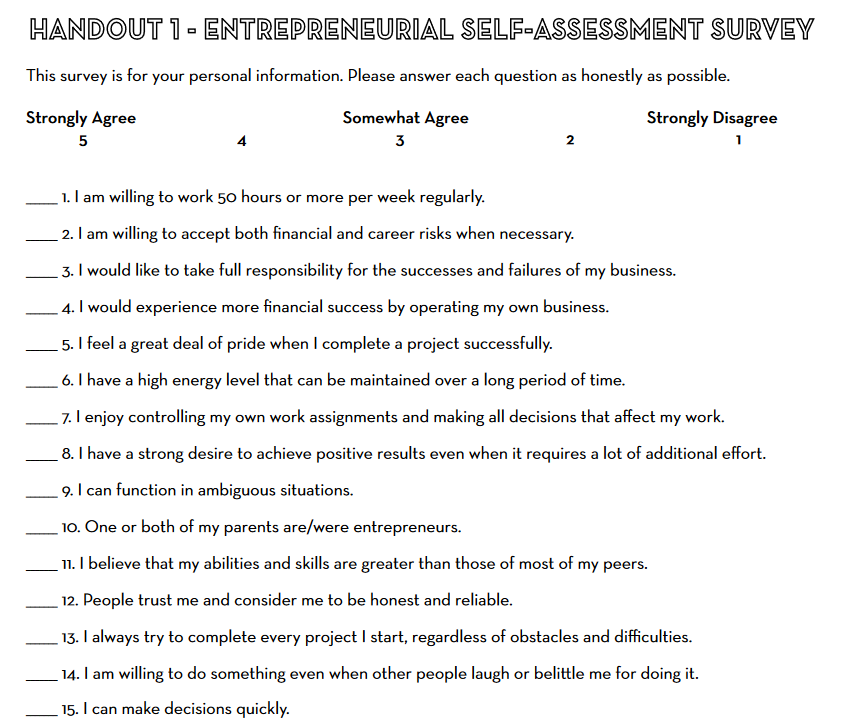 HANDOUT 1 - ENTREPRENEURIAL SELF-ASSESSMENT SURVEY
This survey is for your personal information. Please answer each question as honestly as possible.
Strongly Agree Somewhat Agree Strongly Disagree
5 4 3 2 1
____ 1. I am willing to work 50 hours or more per week regularly.
____ 2. I am willing to accept both financial and career risks when necessary.
____ 3. I would like to take full responsibility for the successes and failures of my business.
____ 4. I would experience more financial success by operating my own business.
____ 5. I feel a great deal of pride when I complete a project successfully.
____ 6. I have a high energy level that can be maintained over a long period of time.
____ 7. I enjoy controlling my own work assignments and making all decisions that affect my work.
____ 8. I have a strong desire to achieve positive results even when it requires a lot of additional effort.
____ 9. I can function in ambiguous situations.
____ 10. One or both of my parents are/were entrepreneurs.
____ 11. I believe that my abilities and skills are greater than those of most of my peers.
____ 12. People trust me and consider me to be honest and reliable.
____ 13. I always try to complete every project I start, regardless of obstacles and difficulties.
____ 14. I am willing to do something even when other people laugh or belittle me for doing it.
____ 15. I can make decisions quickly.